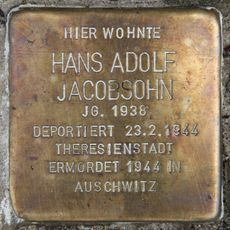 HIER WOHNTE
HANS ADOLF
JACOBSOHN
JG. 1938
DEPORTIERT 23.2.1944
THERESIENSTADT
ERMORDET 1944 IN
AUSCHWITZ